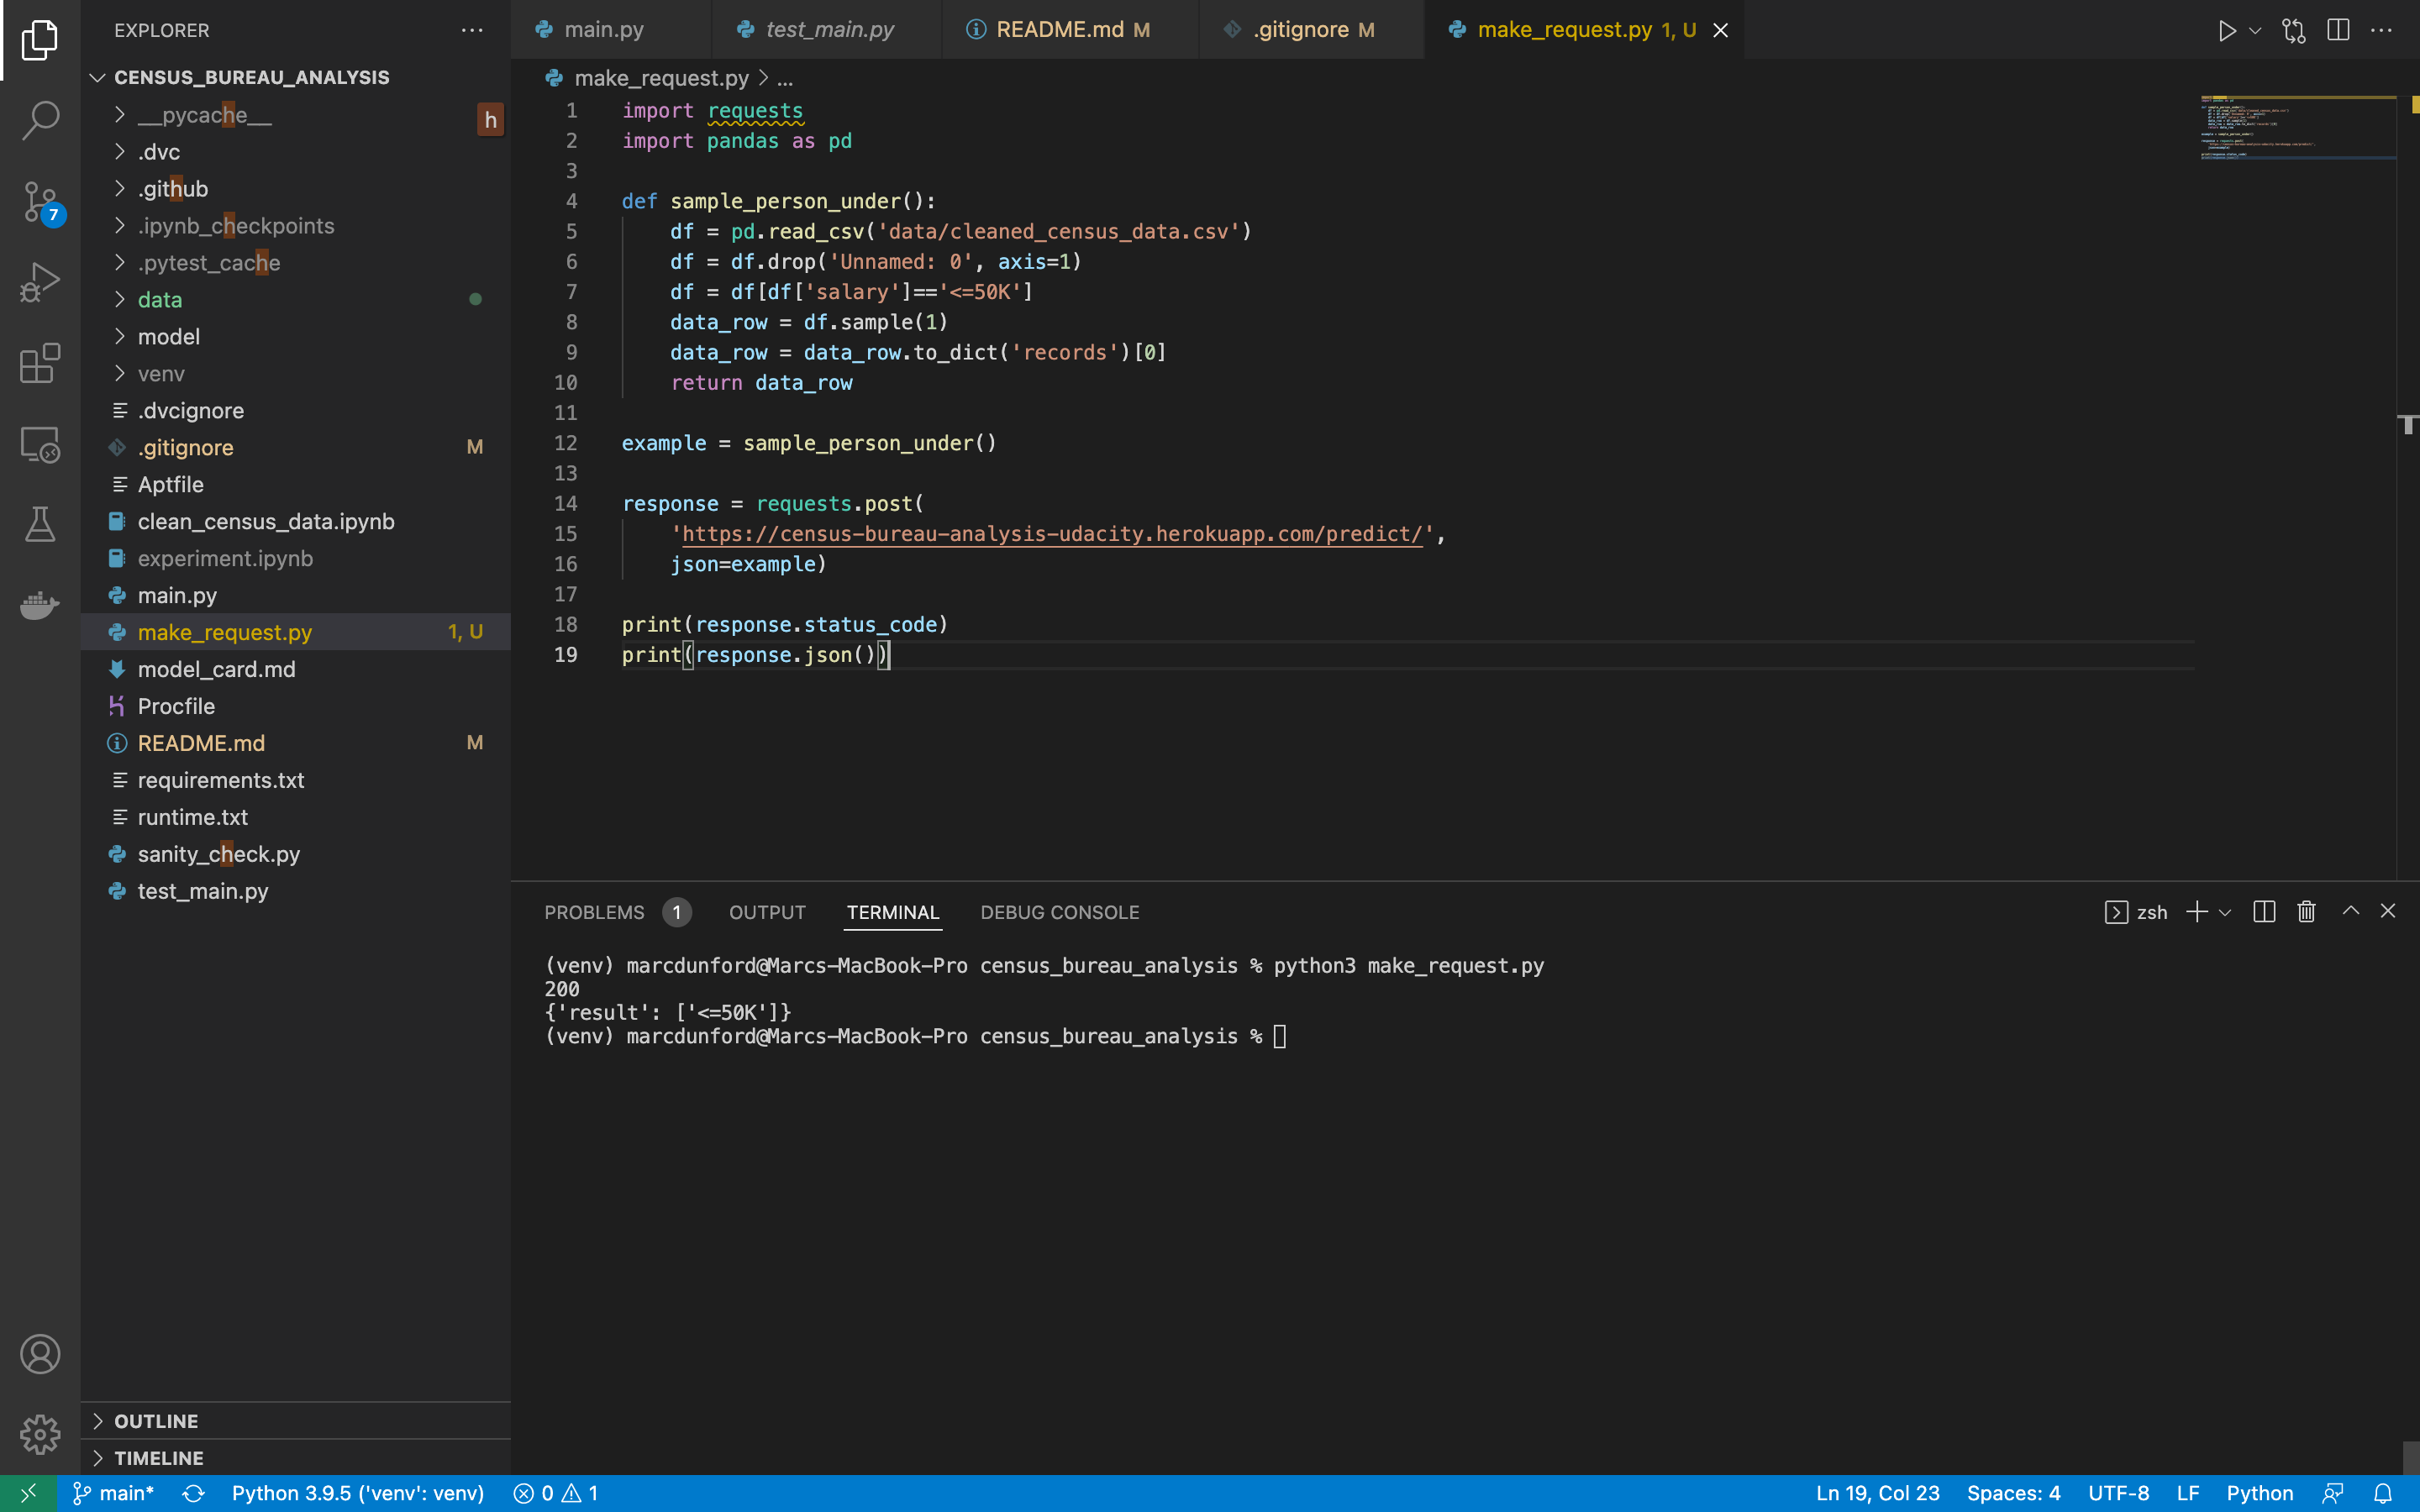 EXPLORER
CENSUS_BUREAU_ANALYSIS
__pycache__
h
.dvc
.github
.ipynb_checkpoints
.pytest_cache
data
model
venv
.dvcignore
.gitignore M
Aptfile
clean_census_data.ipynb
experiment.ipynb
main.py
make_request.py 1, U
model_card.md
Procfile
README.md M
requirements.txt
runtime.txt
sanity_check.py
test_main.py
OUTLINE
TIMELINE
7
main.py test_main.py README.md M .gitignore M make_request.py 1, U
make_request.py > ...
1 import requests
2 import pandas as pd
3
4 def sample_person_under():
5 df = pd.read_csv('data/cleaned_census_data.csv')
6 df = df.drop('Unnamed: 0', axis=1)
7 df = df[df['salary']=='<=50K']
8 data_row = df.sample(1)
9 data_row = data_row.to_dict('records')[0]
10 return data_row
11
12 example = sample_person_under()
13
14 response = requests.post(
15 'https://census-bureau-analysis-udacity.herokuapp.com/predict/',
16 json=example)
17
18 print(response.status_code)
19 print(response.json())
PROBLEMS 1 OUTPUT TERMINAL DEBUG CONSOLE zsh
(venv) marcdunford@Marcs-MacBook-Pro census_bureau_analysis % python3 make_request.py
200
{'result': ['<=50K']}
(venv) marcdunford@Marcs-MacBook-Pro census_bureau_analysis %
main* Python 3.9.5 ('venv': venv) 0 1 Ln 19, Col 23 Spaces: 4 UTF-8 LF Python